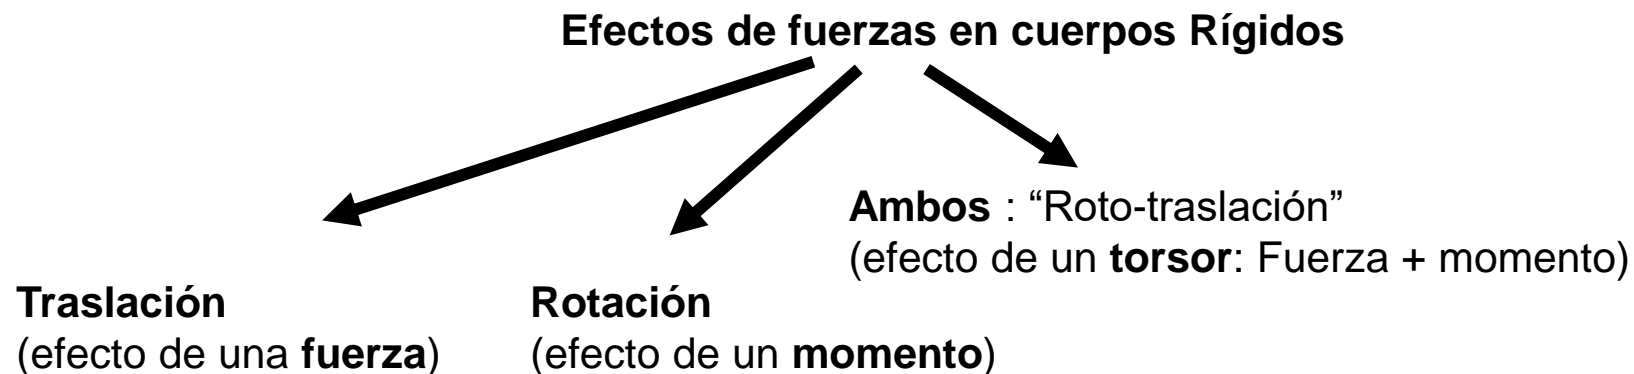 Efectos de fuerzas en cuerpos Rígidos
Ambos : “Roto-traslación”
(efecto de un torsor: Fuerza + momento)
Traslación
(efecto de una fuerza)
Rotación
(efecto de un momento)